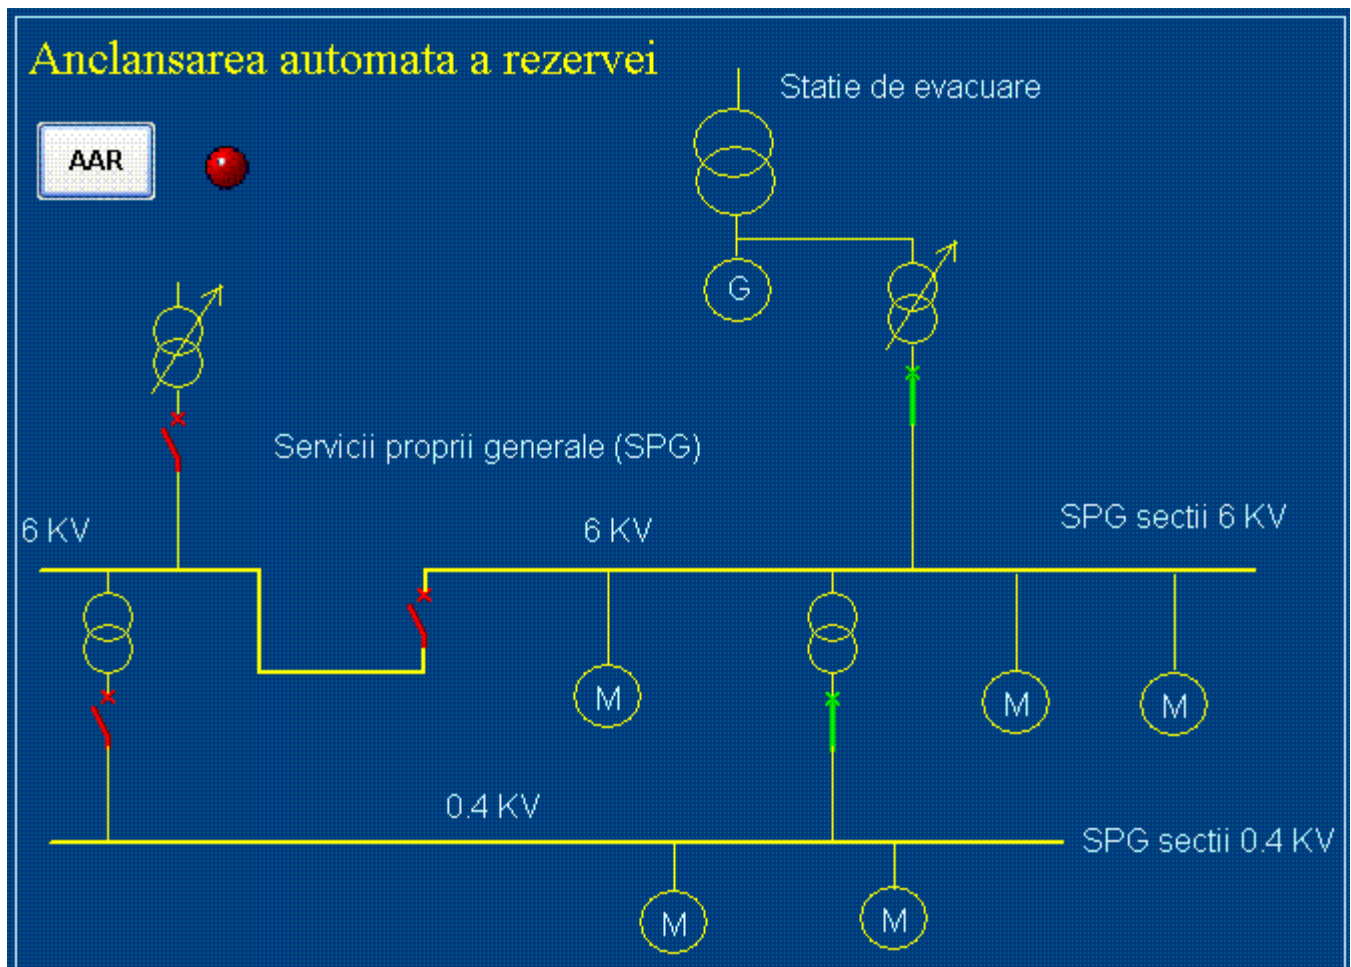 Anclansarea automata a rezervei
Statie de evacuare
AAR
G
Servicii proprii generale (SPG)
6 KV
6 KV
SPG sectii 6 KV
M
M
M
0.4 KV
SPG sectii 0.4 KV
M
M